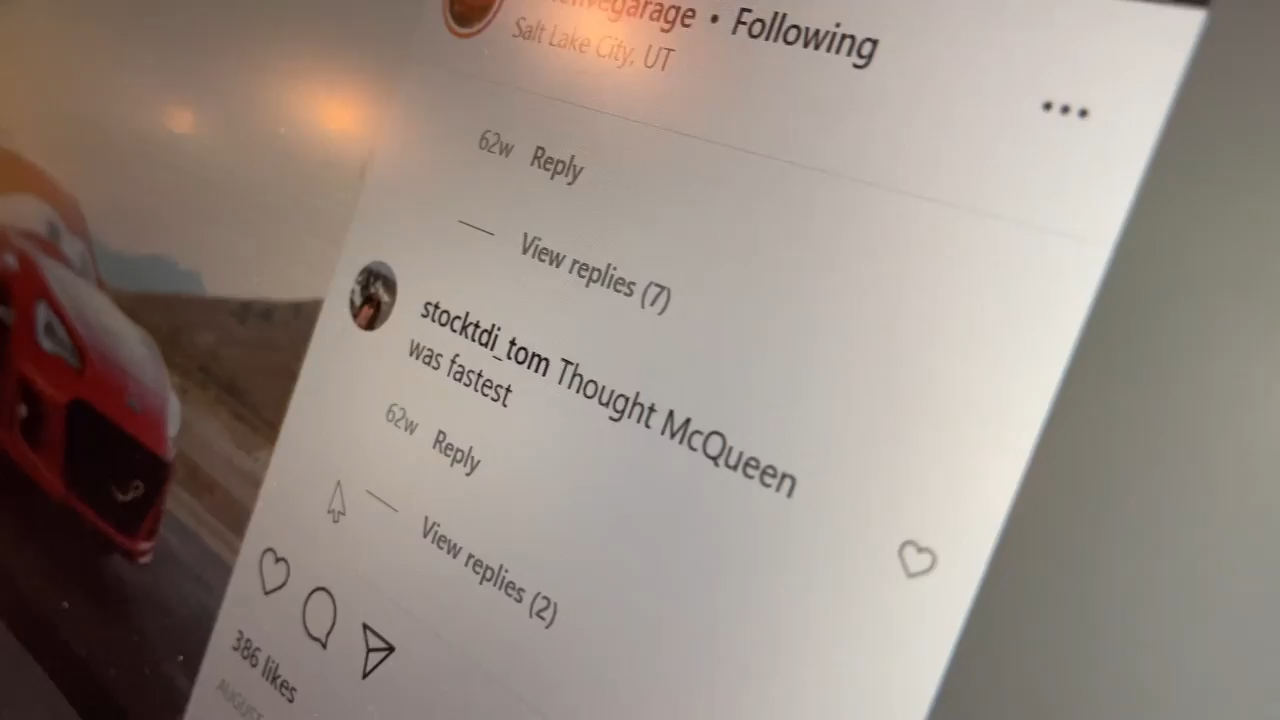 garage • Following
Salt Lake City, UT
62w Reply
View replies (7)
stocktdi_tom Thought McQueen
was fastest
62w Reply
View replies (2)
386 likes
AUGUST